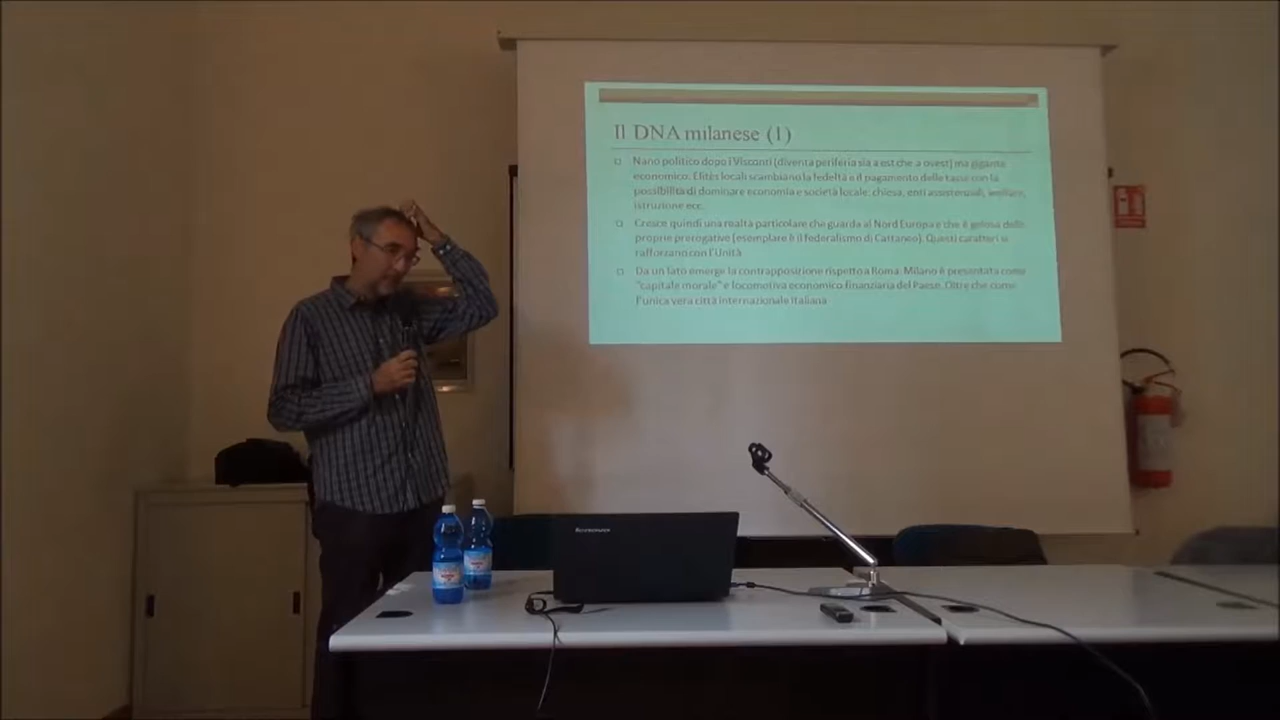 Il DNA milanese (1)
Nano politico dopo i Visconti (diventa periferia sia a est che a ovest) ma gigante
economico. Elites locali scambiano la fedeltà e il pagamento delle tasse con la
possibilità di dominare economia e società locale: chiesa, enti assistenziali, welfare,
istruzione ecc.
Cresce quindi una realtà particolare che guarda al Nord Europa e che è gelosa delle
proprie prerogative (esemplare è il federalismo di Cattaneo). Questi caratteri si
rafforzano con l'Unità
Da un lato emerge la contrapposizione rispetto a Roma. Milano è presentata come
"capitale morale" e locomotiva economico finanziaria del Paese. Oltre che come
l'unica vera città internazionale italiana
Lenovo